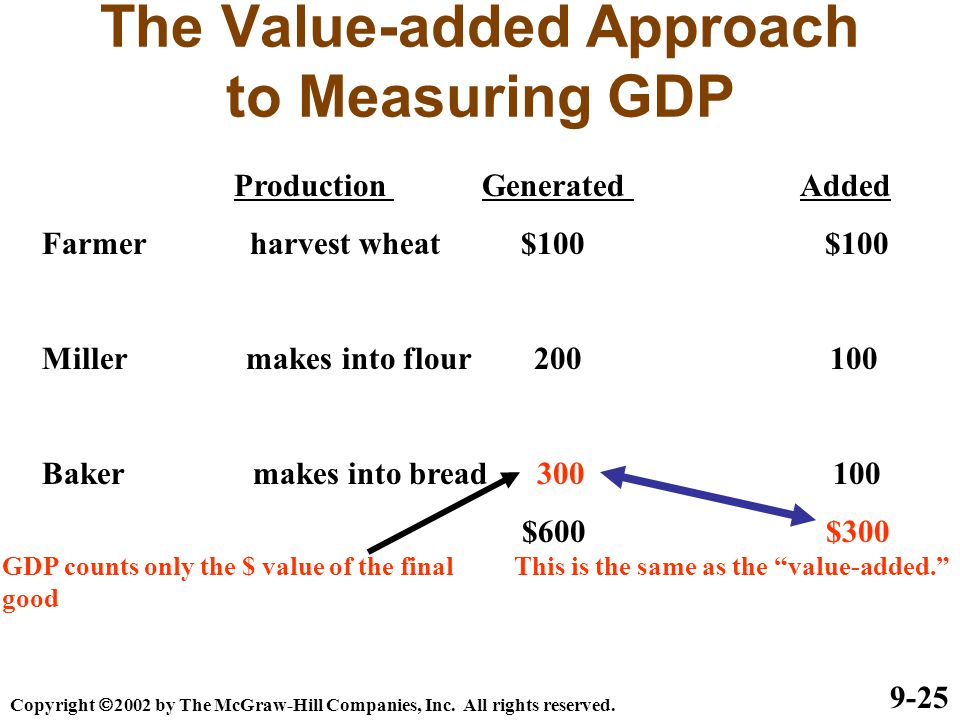 The Value-added Approach
to Measuring GDP
Production Generated Added
Farmer harvest wheat $100 $100
Miller makes into flour 200 100
Baker makes into bread 300 100
$600 $300
GDP counts only the $ value of the final good
This is the same as the “value-added.”
Copyright ©2002 by The McGraw-Hill Companies, Inc. All rights reserved.
9-25